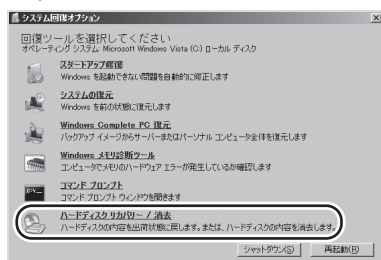 システム回復オプション
回復ツールを選択してください
オペレーティング システム: Microsoft Windows Vista (C:) ローカル ディスク
スタートアップ修復
Windows を起動できない問題を自動的に修正します
システムの復元
Windows を前の状態に復元します
Windows Complete PC 復元
バックアップ イメージからサーバーまたはパーソナル コンピュータ全体を復元します
Windows メモリ診断ツール
コンピュータでメモリのハードウェア エラーが発生しているか確認します
コマンド プロンプト
コマンド プロンプト ウィンドウを開きます
ハードディスク リカバリー / 消去
ハードディスクの内容を出荷状態に戻します。または、ハードディスクの内容を消去します。
シャットダウン(S)
再起動(R)